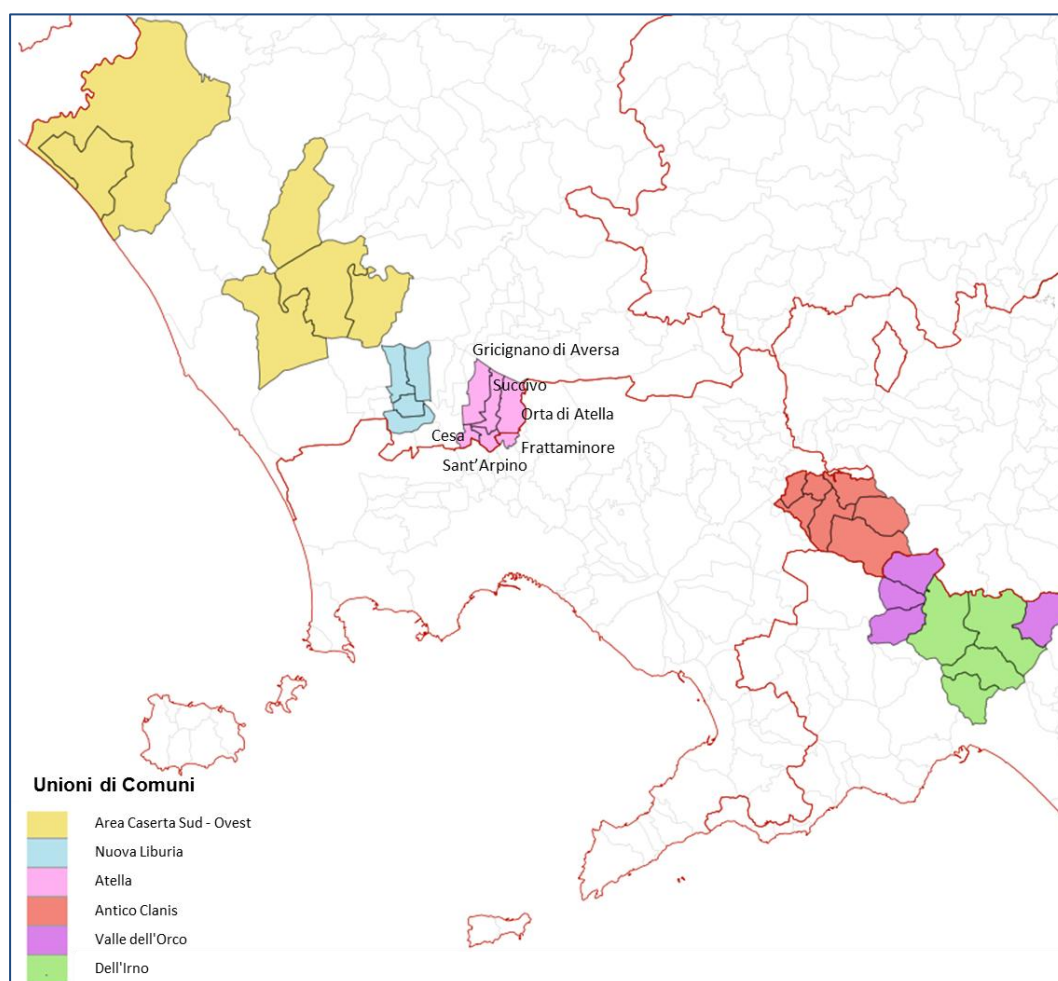 Gricignano di Aversa
Succivo
Orta di Atella
Cesa
Frattaminore
Sant'Arpino
Unioni di Comuni
Area Caserta Sud - Ovest
Nuova Liburia
Atella
Antico Clanis
Valle dell'Orco
Dell'Irno